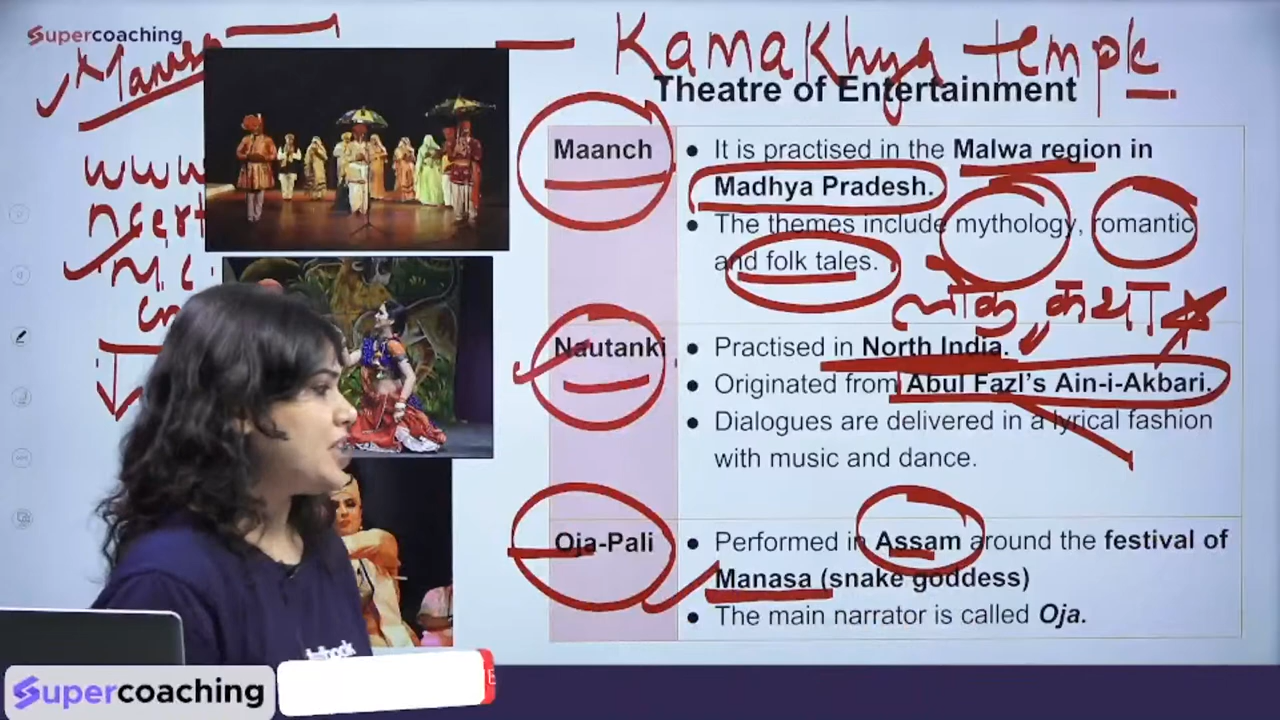 Supercoaching
Manasa
Kamakhya temple
Theatre of Entertainment
www
ncert
Maanch
• It is practised in the Malwa region in
Madhya Pradesh.
• The themes include mythology, romantic
and folk tales.
लोक कथा
Nautanki
• Practised in North India.
• Originated from Abul Fazl's Ain-i-Akbari.
• Dialogues are delivered in a lyrical fashion
with music and dance.
Oja-Pali
• Performed in Assam around the festival of
Manasa (snake goddess)
• The main narrator is called Oja.
Supercoaching